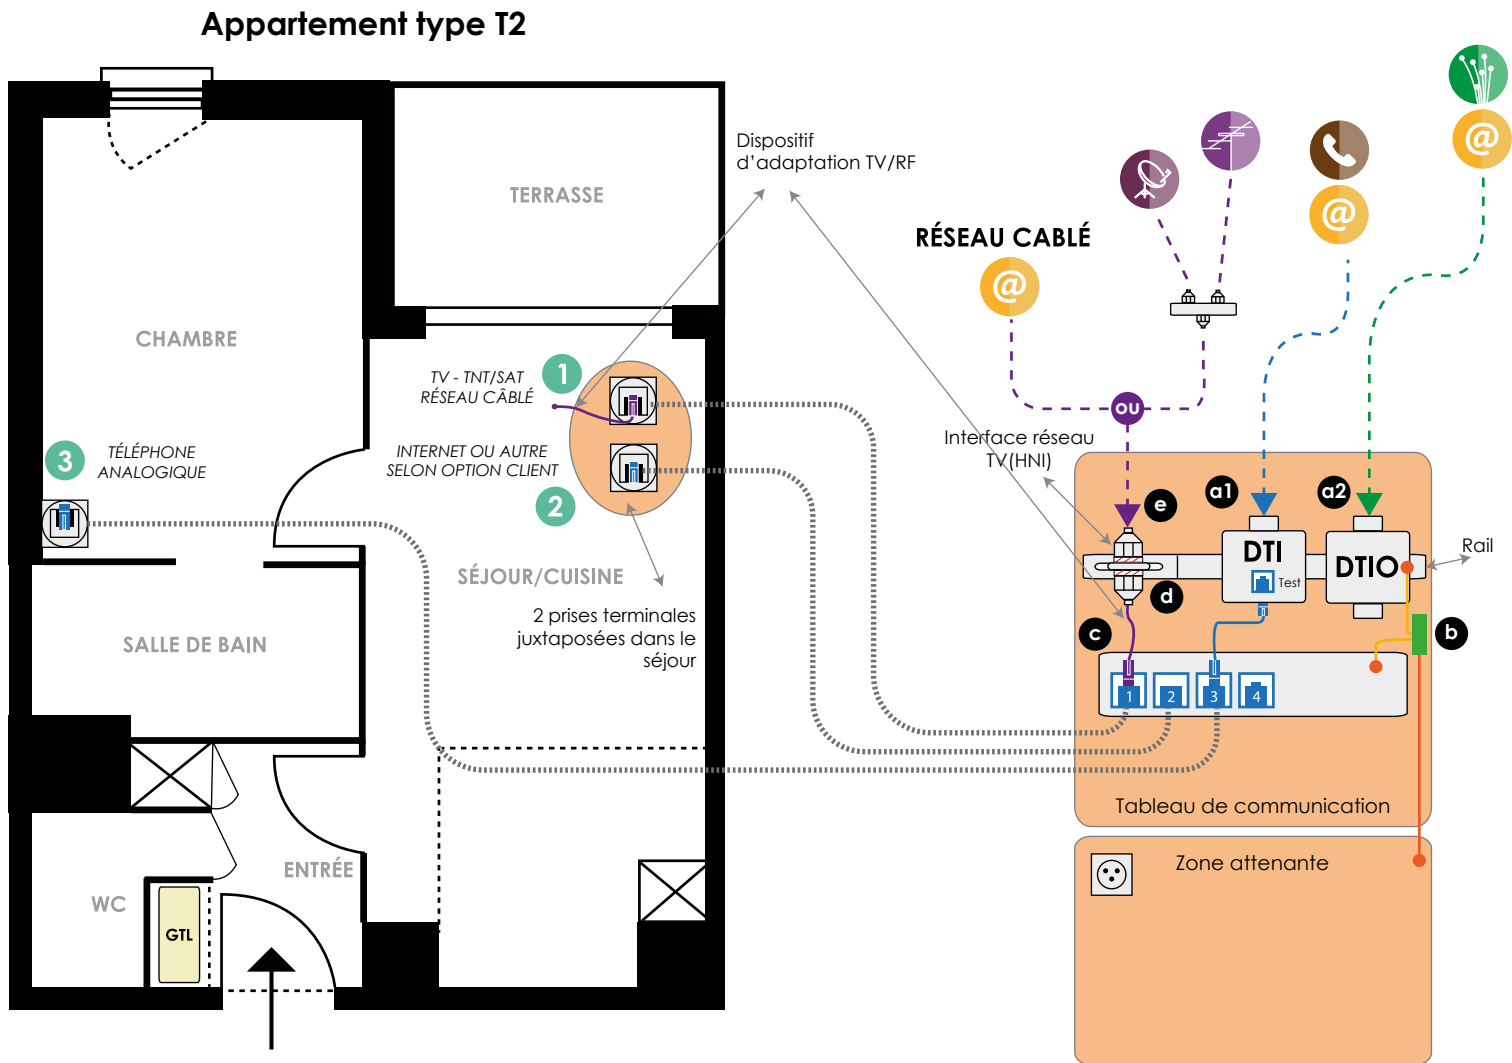 Appartement type T2
Dispositif
d'adaptation TV/RF
TERRASSE
RÉSEAU CABLÉ
@
@
@
CHAMBRE
TV - TNT/SAT
RÉSEAU CÂBLÉ
1
OU
3
TÉLÉPHONE
ANALOGIQUE
INTERNET OU AUTRE
SELON OPTION CLIENT
2
Interface réseau
TV(HNI)
e
a1
a2
DTI
Test
DTIO
Rail
SÉJOUR/CUISINE
2 prises terminales
juxtaposées dans le
séjour
d
c
b
SALLE DE BAIN
1
2
3
4
Tableau de communication
ENTRÉE
Zone attenante
WC
GTL